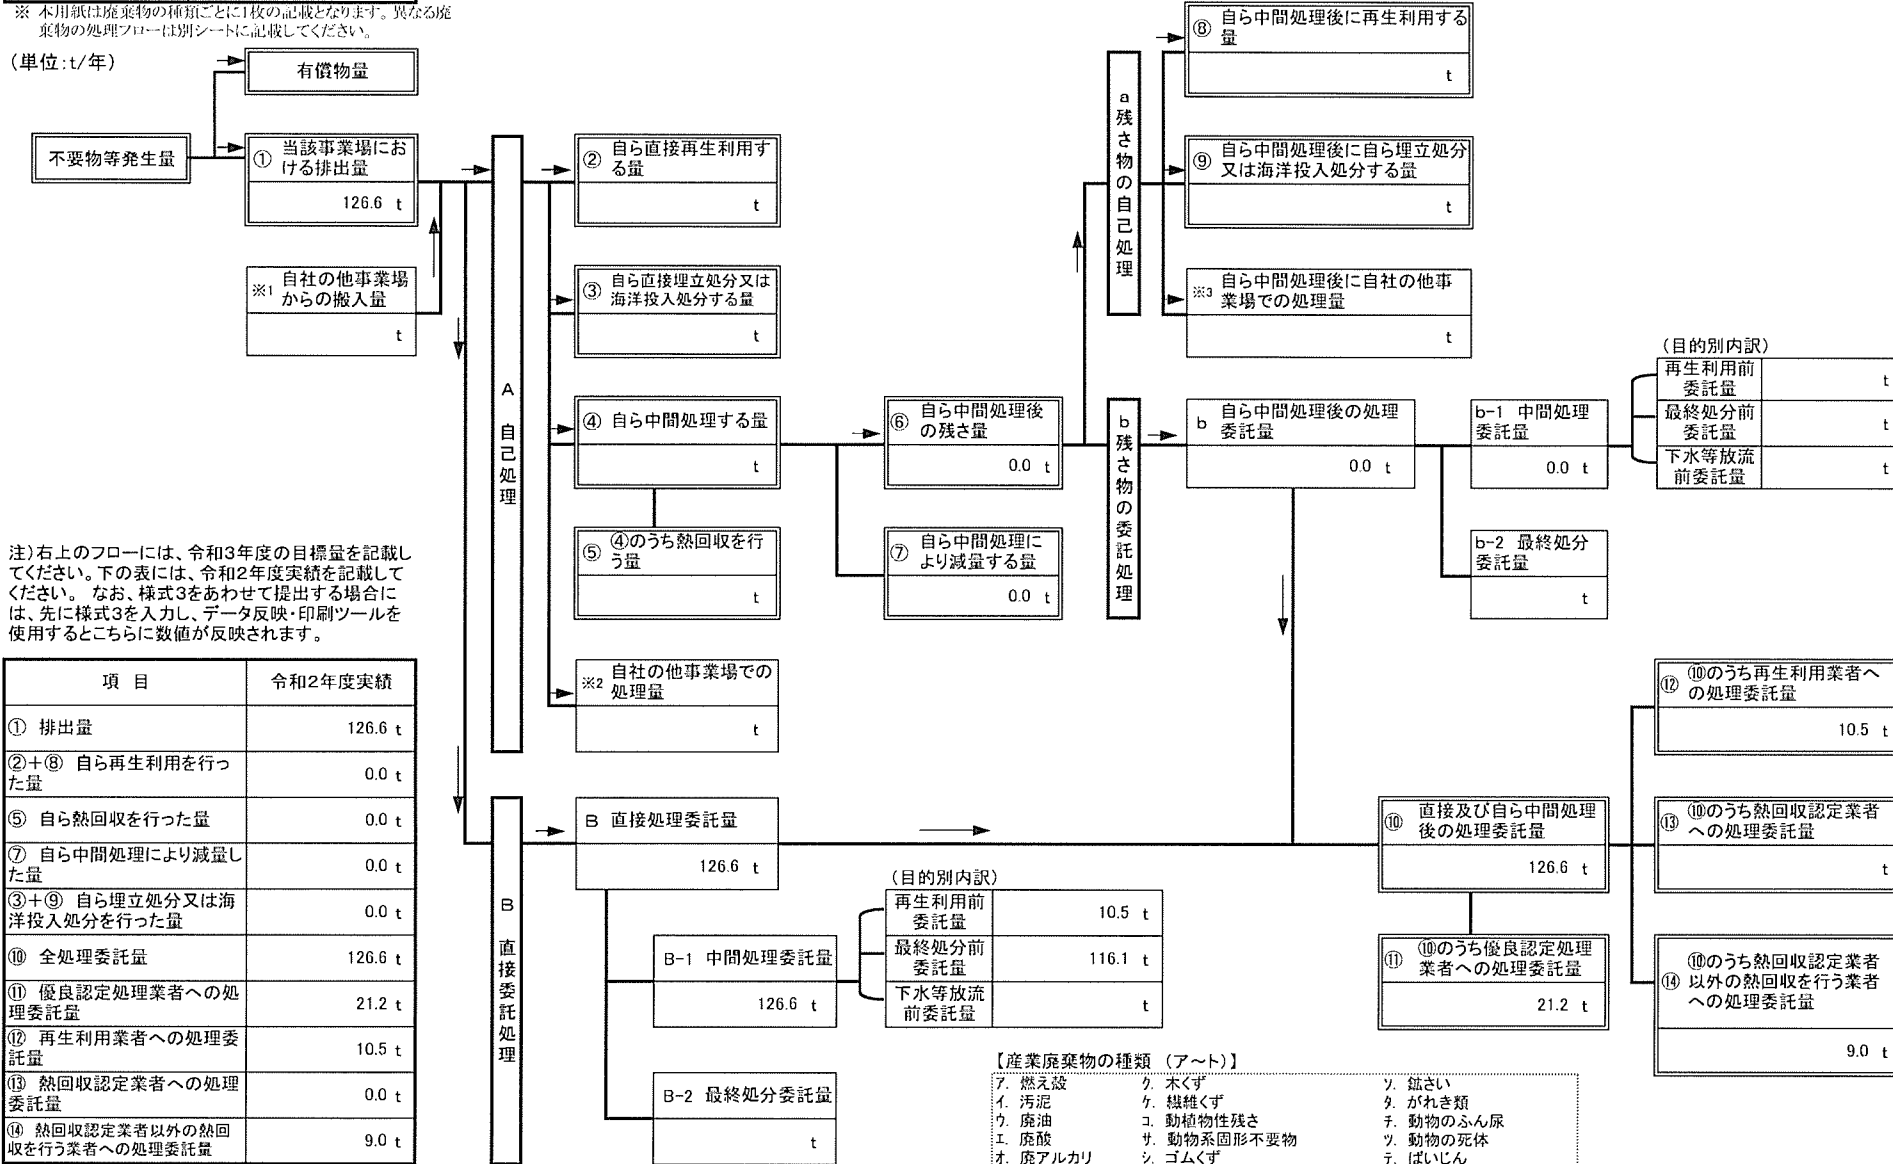 ※ 本用紙は廃棄物の種類ごとに1枚の記載となります。異なる廃
棄物の処理フローは別シートに記載してください。
(単位:t/年)
有償物量
不要物等発生量
① 当該事業場にお
ける排出量
126.6 t
※1 自社の他事業場
からの搬入量
t
A 自己処理
② 自ら直接再生利用す
る量
t
③ 自ら直接埋立処分又は
海洋投入処分する量
t
④ 自ら中間処理する量
t
⑤ ④のうち熱回収を行
う量
t
※2 自社の他事業場での
処理量
t
⑥ 自ら中間処理後
の残さ量
0.0 t
⑦ 自ら中間処理に
より減量する量
0.0 t
a残さ物の自己処理
⑧ 自ら中間処理後に再生利用する
量
t
⑨ 自ら中間処理後に自ら埋立処分
又は海洋投入処分する量
t
※3 自ら中間処理後に自社の他事
業場での処理量
t
b残さ物の委託処理
b 自ら中間処理後の処理
委託量
0.0 t
b-1 中間処理
委託量
0.0 t
(目的別内訳)
再生利用前
委託量
t
最終処分前
委託量
t
下水等放流
前委託量
t
b-2 最終処分
委託量
t
注)右上のフローには、令和3年度の目標量を記載し
てください。下の表には、令和2年度実績を記載して
ください。 なお、様式3をあわせて提出する場合に
は、先に様式3を入力し、データ反映・印刷ツールを
使用するとこちらに数値が反映されます。
項 目 令和2年度実績
① 排出量 126.6 t
②+⑧ 自ら再生利用を行っ
た量 0.0 t
⑤ 自ら熱回収を行った量 0.0 t
⑦ 自ら中間処理により減量し
た量 0.0 t
③+⑨ 自ら埋立処分又は海
洋投入処分を行った量 0.0 t
⑩ 全処理委託量 126.6 t
⑪ 優良認定処理業者への処
理委託量 21.2 t
⑫ 再生利用業者への処理委
託量 10.5 t
⑬ 熱回収認定業者への処理
委託量 0.0 t
⑭ 熱回収認定業者以外の熱回
収を行う業者への処理委託量 9.0 t
B 直接委託処理
B 直接処理委託量
126.6 t
B-1 中間処理委託量
126.6 t
(目的別内訳)
再生利用前
委託量
10.5 t
最終処分前
委託量
116.1 t
下水等放流
前委託量
t
B-2 最終処分委託量
t
⑩ 直接及び自ら中間処理
後の処理委託量
126.6 t
⑪ ⑩のうち優良認定処理
業者への処理委託量
21.2 t
⑫ ⑩のうち再生利用業者へ
の処理委託量
10.5 t
⑬ ⑩のうち熱回収認定業者
への処理委託量
t
⑭ ⑩のうち熱回収認定業者
以外の熱回収を行う業者
への処理委託量
9.0 t
【産業廃棄物の種類 (ア~ト)】
ア. 燃え殻 ク. 木くず ソ. 鉱さい
イ. 汚泥 ケ. 繊維くず タ. がれき類
ウ. 廃油 コ. 動植物性残さ チ. 動物のふん尿
エ. 廃酸 サ. 動物系固形不要物 ツ. 動物の死体
オ. 廃アルカリ シ. ゴムくず テ. ばいじん